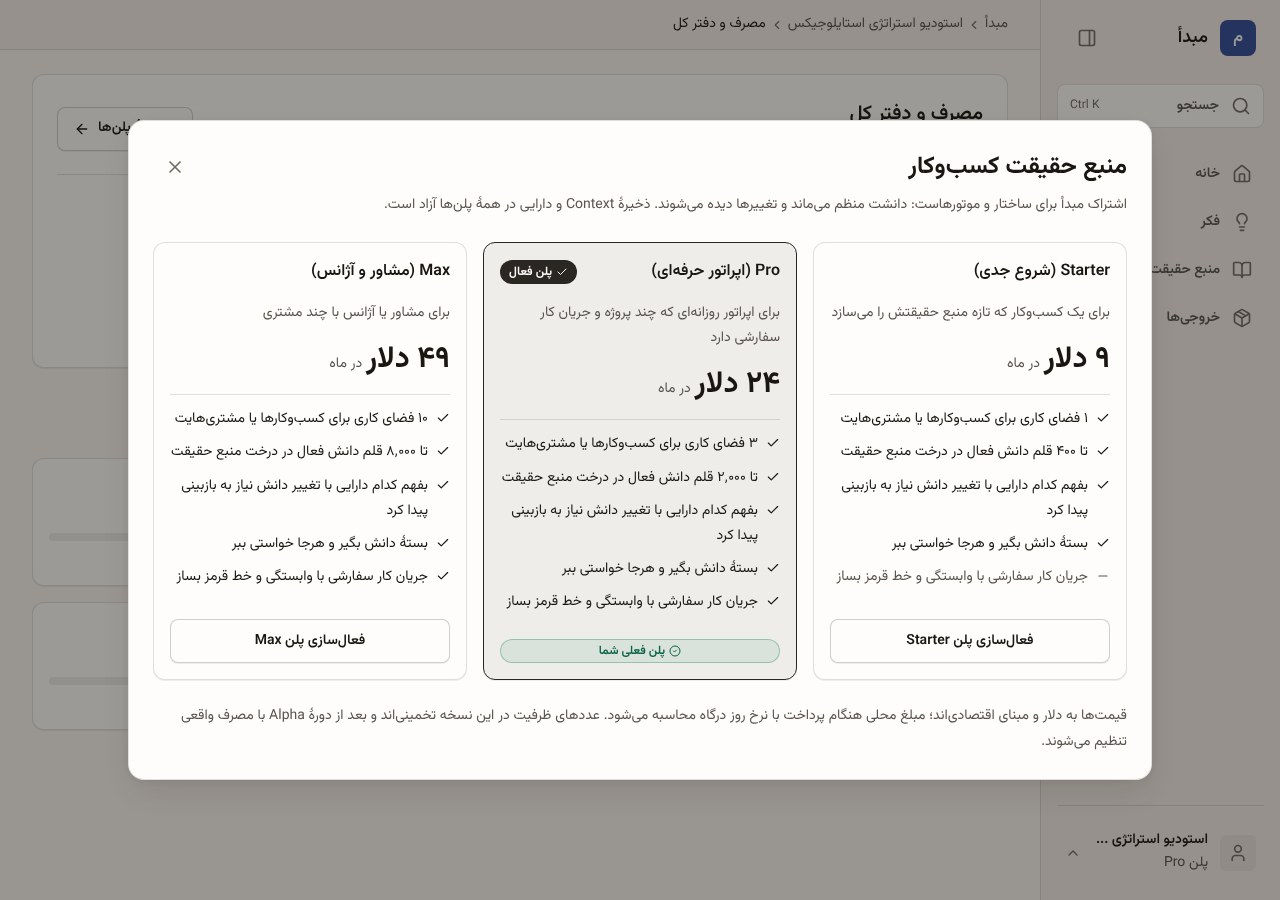 م
مبدأ
جستجو
Ctrl K
خانه
فکر
منبع حقیقت
خروجی‌ها
استودیو استراتژی ...
پلن Pro
مبدأ
استودیو استراتژی استایلوجیکس
مصرف و دفتر کل
مصرف و دفتر کل
پلن‌ها
منبع حقیقت کسب‌وکار
اشتراک مبدأ برای ساختار و موتورهاست: دانشت منظم می‌ماند و تغییرها دیده می‌شوند. ذخیرهٔ Context و دارایی در همهٔ پلن‌ها آزاد است.
Starter (شروع جدی)
برای یک کسب‌وکار که تازه منبع حقیقتش را می‌سازد
۹ دلار در ماه
۱ فضای کاری برای کسب‌وکارها یا مشتری‌هایت
تا ۴۰۰ قلم دانش فعال در درخت منبع حقیقت
بفهم کدام دارایی با تغییر دانش نیاز به بازبینی
پیدا کرد
بستهٔ دانش بگیر و هرجا خواستی ببر
جریان کار سفارشی با وابستگی و خط قرمز بساز
فعال‌سازی پلن Starter
Pro (اپراتور حرفه‌ای)
پلن فعال
برای اپراتور روزانه‌ای که چند پروژه و جریان کار
سفارشی دارد
۲۴ دلار در ماه
۳ فضای کاری برای کسب‌وکارها یا مشتری‌هایت
تا ۲,۰۰۰ قلم دانش فعال در درخت منبع حقیقت
بفهم کدام دارایی با تغییر دانش نیاز به بازبینی
پیدا کرد
بستهٔ دانش بگیر و هرجا خواستی ببر
جریان کار سفارشی با وابستگی و خط قرمز بساز
پلن فعلی شما
Max (مشاور و آژانس)
برای مشاور یا آژانس با چند مشتری
۴۹ دلار در ماه
۱۰ فضای کاری برای کسب‌وکارها یا مشتری‌هایت
تا ۸,۰۰۰ قلم دانش فعال در درخت منبع حقیقت
بفهم کدام دارایی با تغییر دانش نیاز به بازبینی
پیدا کرد
بستهٔ دانش بگیر و هرجا خواستی ببر
جریان کار سفارشی با وابستگی و خط قرمز بساز
فعال‌سازی پلن Max
قیمت‌ها به دلار و مبنای اقتصادی‌اند؛ مبلغ محلی هنگام پرداخت با نرخ روز درگاه محاسبه می‌شود. عددهای ظرفیت در این نسخه تخمینی‌اند و بعد از دورهٔ Alpha با مصرف واقعی
تنظیم می‌شوند.